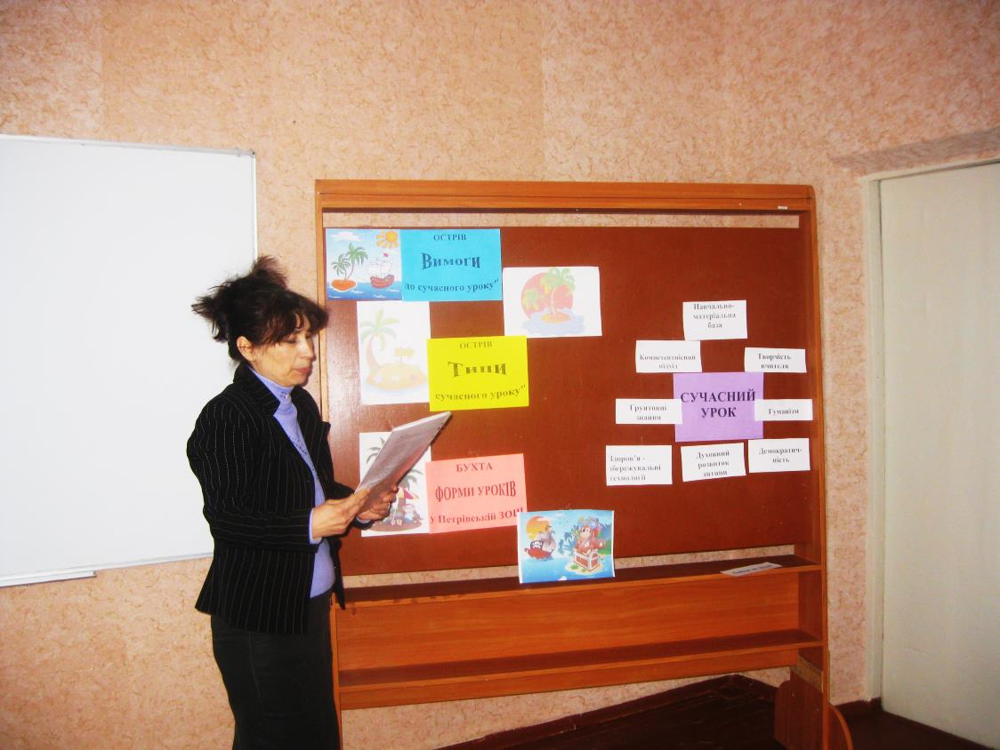 ОСТРІВ
Вимоги
до сучасного уроку"
ОСТРІВ
Типи
сучасного уроку"
БУХТА
ФОРМИ УРОКІВ
у Петрівській ЗОШ
Навчально-
матеріальна
база
Компетентнісний
підхід
Творчість
вчителя
СУЧАСНИЙ
УРОК
Грунтовні
знання
Гуманізм
Здоров'я -
збережувальні
технології
Духовний
розвиток
дитини
Демократич-
ність